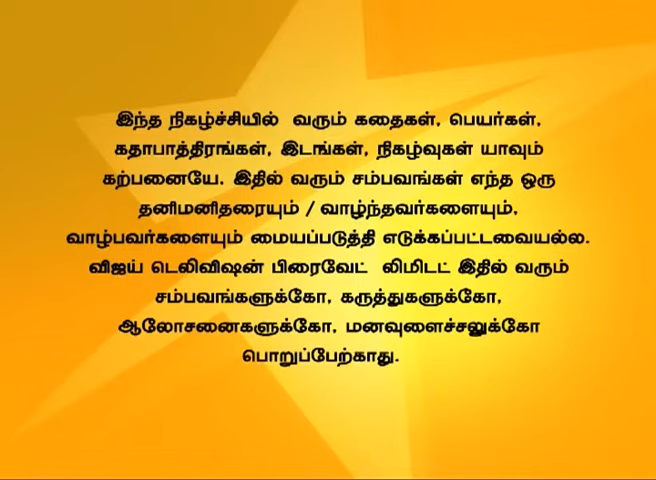 இந்த நிகழ்ச்சியில் வரும் கதைகள், பெயர்கள்,
கதாபாத்திரங்கள், இடங்கள், நிகழ்வுகள் யாவும்
கற்பனையே. இதில் வரும் சம்பவங்கள் எந்த ஒரு
தனிமனிதரையும் / வாழ்ந்தவர்களையும்,
வாழ்பவர்களையும் மையப்படுத்தி எடுக்கப்பட்டவையல்ல.
விஜய் டெலிவிஷன் பிரைவேட் லிமிடட் இதில் வரும்
சம்பவங்களுக்கோ, கருத்துகளுக்கோ,
ஆலோசனைகளுக்கோ, மனவுளைச்சலுக்கோ
பொறுப்பேற்காது.